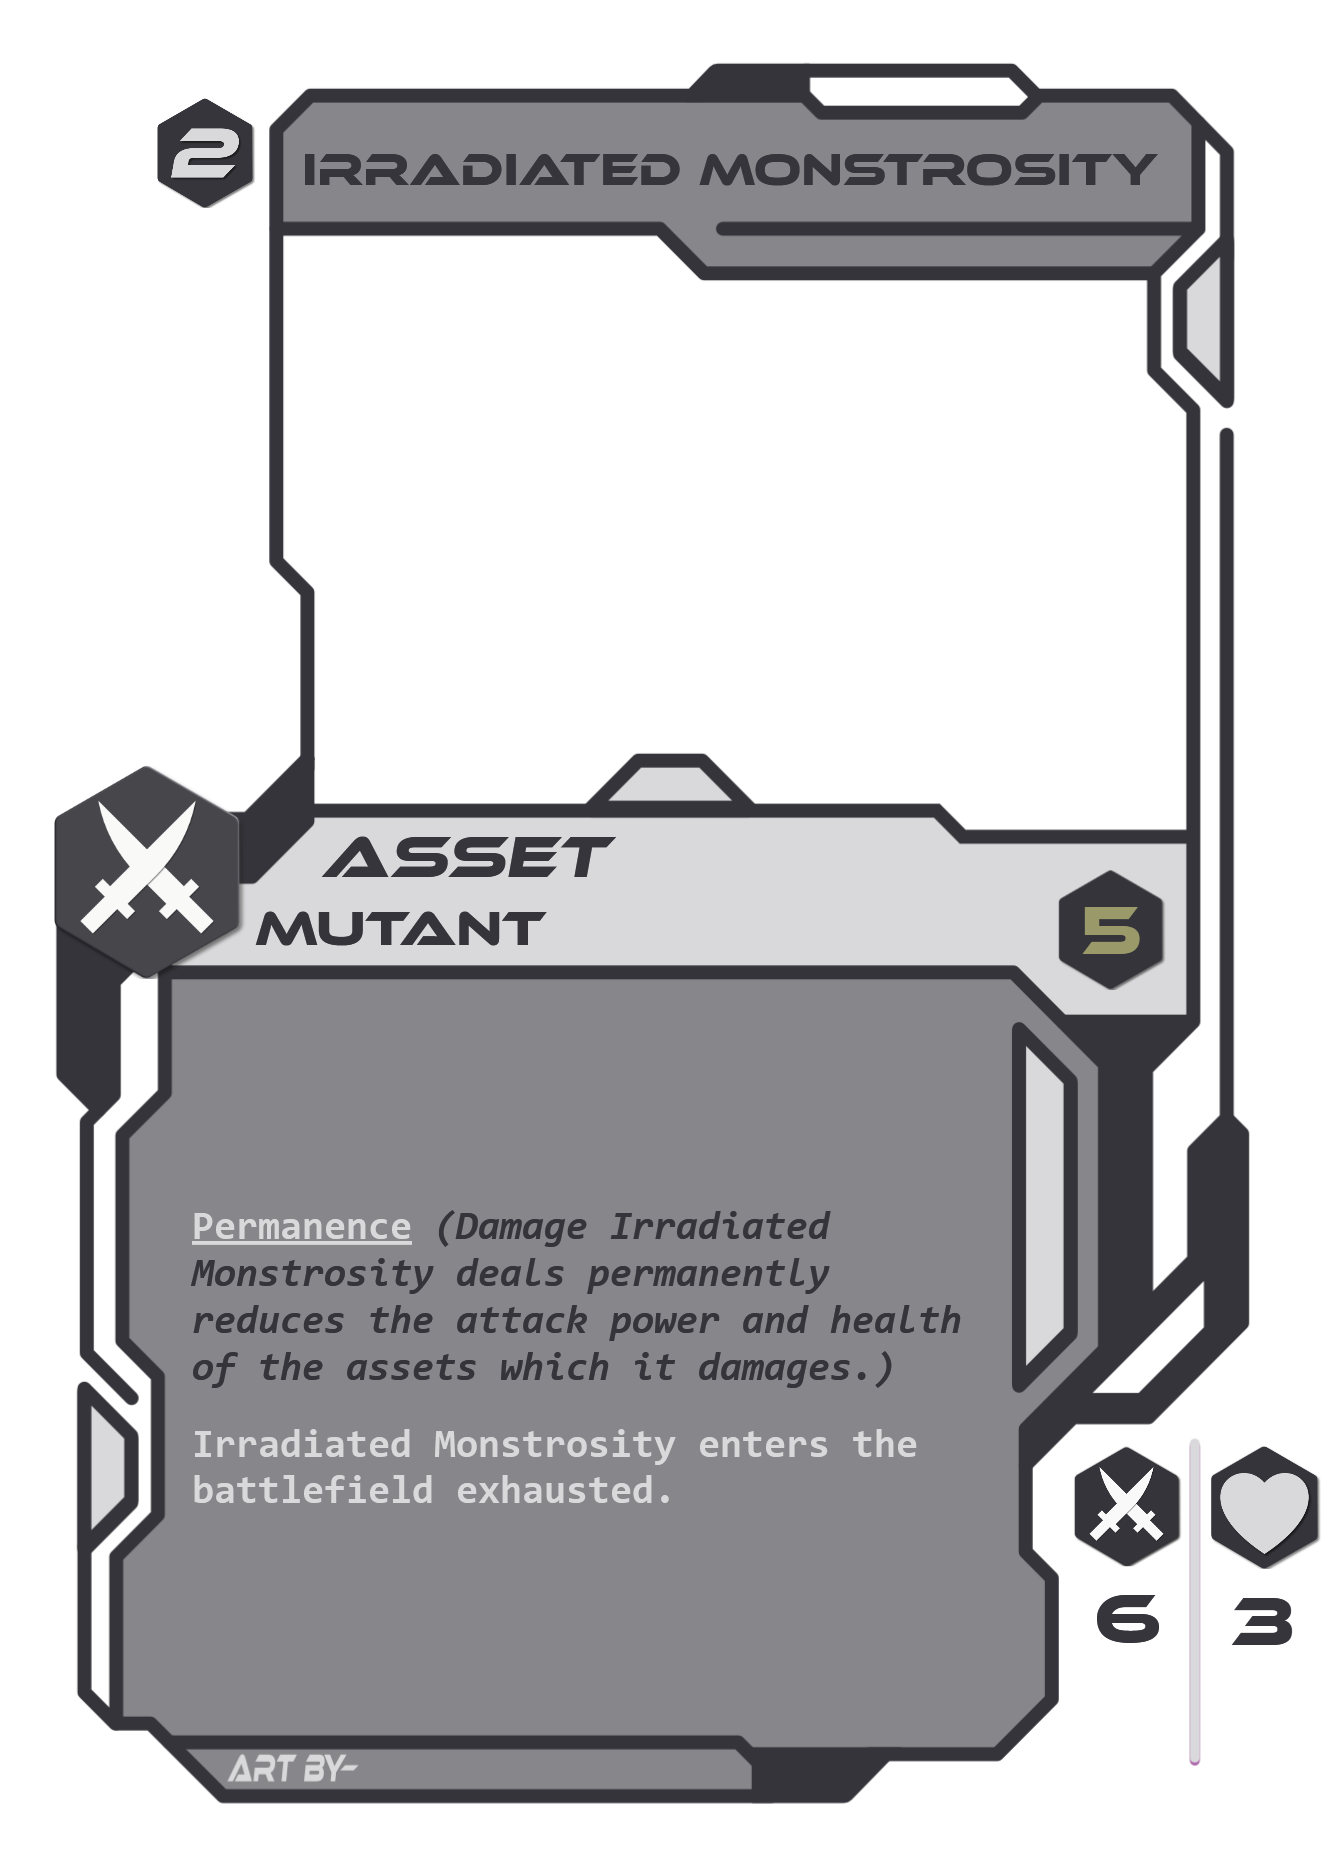 2
IRRADIATED MONSTROSITY
ASSET
MUTANT
5
Permanence (Damage Irradiated
Monstrosity deals permanently
reduces the attack power and health
of the assets which it damages.)
Irradiated Monstrosity enters the
battlefield exhausted.
6 3
ART BY-